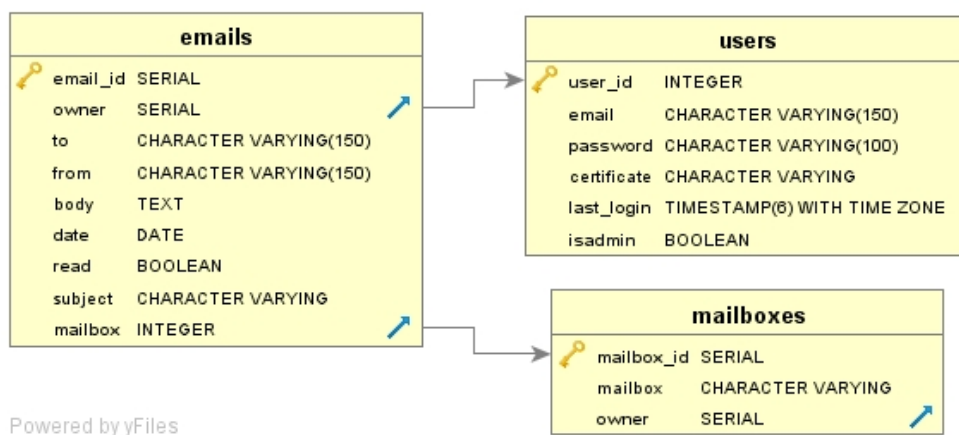 emails
email_id SERIAL
owner SERIAL
to CHARACTER VARYING(150)
from CHARACTER VARYING(150)
body TEXT
date DATE
read BOOLEAN
subject CHARACTER VARYING
mailbox INTEGER
users
user_id INTEGER
email CHARACTER VARYING(150)
password CHARACTER VARYING(100)
certificate CHARACTER VARYING
last_login TIMESTAMP(6) WITH TIME ZONE
isadmin BOOLEAN
mailboxes
mailbox_id SERIAL
mailbox CHARACTER VARYING
owner SERIAL
Powered by yFiles